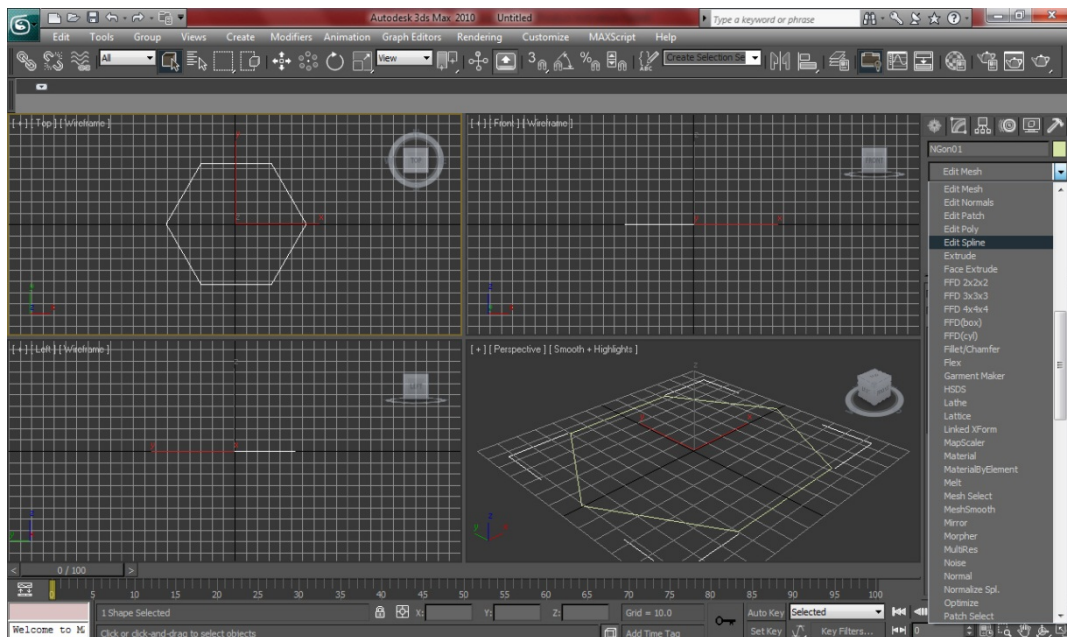 Autodesk 3ds Max 2010 Untitled
Type a keyword or phrase
Edit Tools Group Views Create Modifiers Animation Graph Editors Rendering Customize MAXScript Help
All View 3 % Create Selection Se
[ + ] [ Top ] [ Wireframe ]
[ + ] [ Front ] [ Wireframe ]
TOP
FRONT
NGon01
Edit Mesh
Edit Mesh
Edit Normals
Edit Patch
Edit Poly
Edit Spline
Extrude
Face Extrude
FFD 2x2x2
FFD 3x3x3
FFD 4x4x4
FFD(box)
FFD(cyl)
Fillet/Chamfer
Flex
Garment Maker
HSDS
Lathe
Lattice
Linked XForm
MapScaler
Material
MaterialByElement
Melt
Mesh Select
MeshSmooth
Mirror
Morpher
MultiRes
Noise
Normal
Normalize Spl.
Optimize
Patch Select
[ + ] [ Left ] [ Wireframe ]
[ + ] [ Perspective ] [ Smooth + Highlights ]
LEFT
< 0 / 100 >
0 5 10 15 20 25 30 35 40 45 50 55 60 65 70 75 80 85 90 95 100
1 Shape Selected X: Y: Z: Grid = 10.0 Auto Key Selected
Welcome to M Click or click-and-drag to select objects Add Time Tag Set Key Key Filters... 0